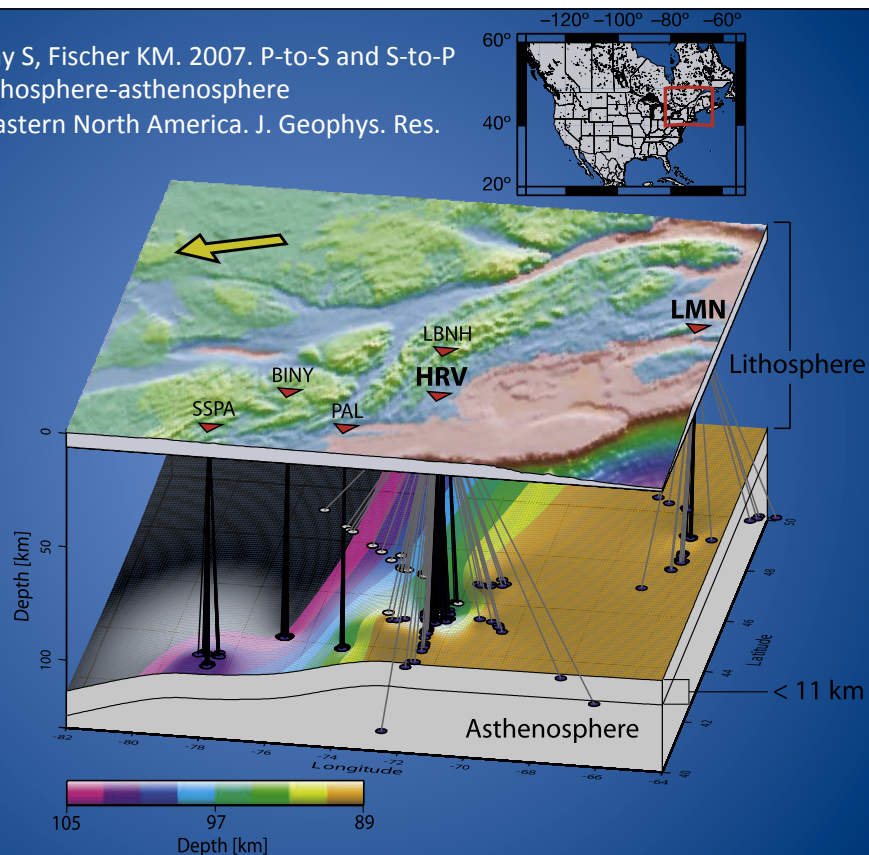 y S, Fischer KM. 2007. P-to-S and S-to-P
hosphere-asthenosphere
astern North America. J. Geophys. Res.
−120° −100° −80° −60°
60°
40°
20°
LMN
LBNH
HRV
BINY
SSPA
PAL
Lithosphere
0
50
100
Depth [km]
-82
-80
-78
-76
-74
-72
-70
-68
-66
-64
Longitude
40
42
44
46
48
50
Latitude
< 11 km
Asthenosphere
105
97
89
Depth [km]